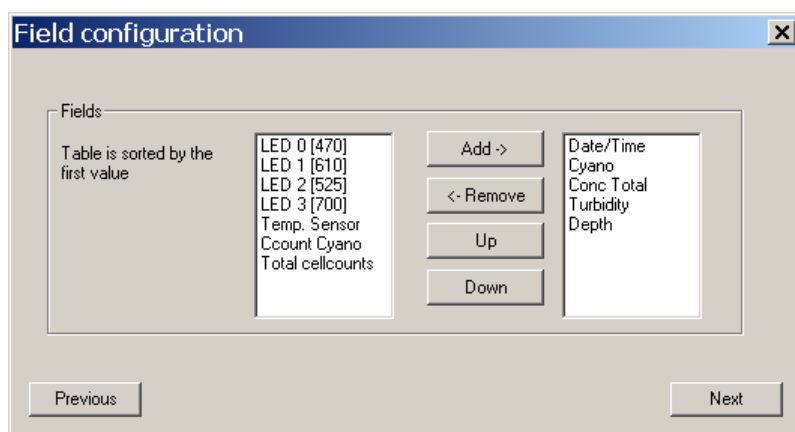 Field configuration
Fields
Table is sorted by the
first value
LED 0 [470]
LED 1 [610]
LED 2 [525]
LED 3 [700]
Temp. Sensor
Ccount Cyano
Total cellcounts
Add ->
<- Remove
Up
Down
Date/Time
Cyano
Conc Total
Turbidity
Depth
Previous
Next